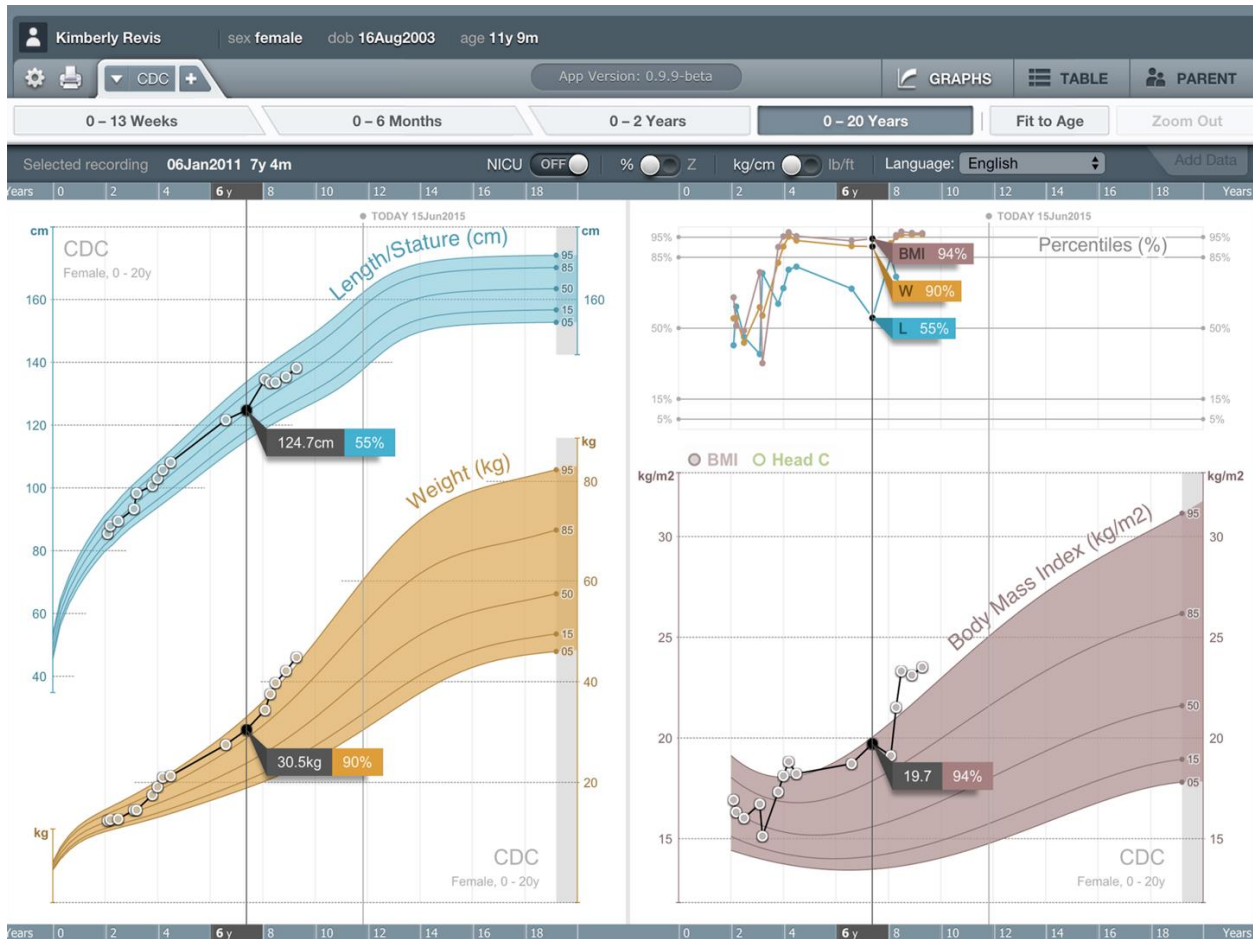 Kimberly Revis sex female dob 16Aug2003 age 11y 9m
CDC + App Version: 0.9.9-beta GRAPHS TABLE PARENT
0 – 13 Weeks 0 – 6 Months 0 – 2 Years 0 – 20 Years Fit to Age Zoom Out
Selected recording 06Jan2011 7y 4m NICU OFF % Z kg/cm lb/ft Language: English Add Data
Years 0 2 4 6 y 8 10 12 14 16 18 0 2 4 6 y 8 10 12 14 16 18 Years
TODAY 15Jun2015
cm
CDC
Female, 0 - 20y
Length/Stature (cm)
cm
95
85
50
15
05
160
140
120
100
80
60
40
160
124.7cm 55%
Weight (kg)
kg
95
85
50
15
05
80
60
40
20
30.5kg 90%
kg
CDC
Female, 0 - 20y
TODAY 15Jun2015
Percentiles (%)
95% 95%
85% 85%
50% 50%
15% 15%
5% 5%
BMI 94%
W 90%
L 55%
BMI Head C
kg/m2 kg/m2
Body Mass Index (kg/m2)
95
85
50
15
05
30 30
25 25
20 20
15 15
19.7 94%
CDC
Female, 0 - 20y
Years 0 2 4 6 y 8 10 12 14 16 18 0 2 4 6 y 8 10 12 14 16 18 Years